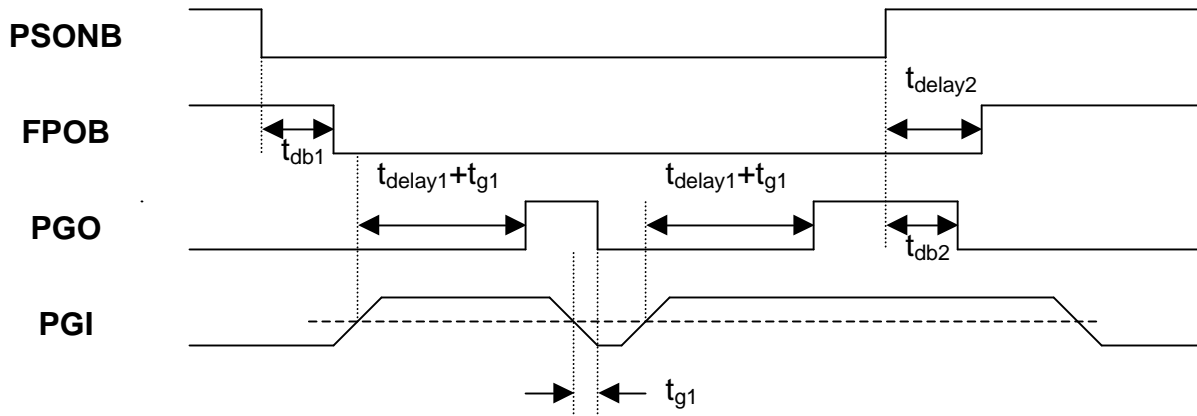 PSONB
t_delay2
FPOB
t_db1
t_delay1+t_g1
t_delay1+t_g1
PGO
t_db2
PGI
t_g1